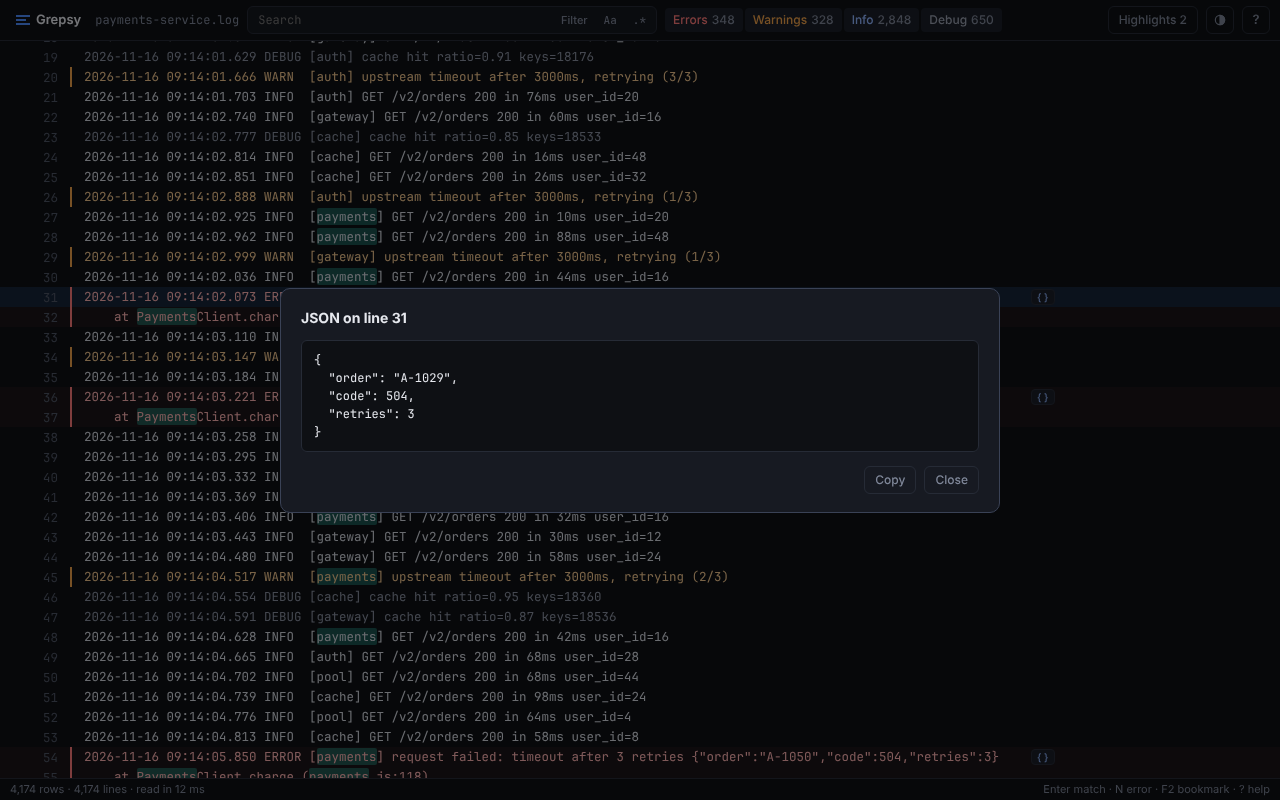 Grepsy payments-service.log Search Filter Aa .* Errors 348 Warnings 328 Info 2,848 Debug 650 Highlights 2 ?
19 2026-11-16 09:14:01.629 DEBUG [auth] cache hit ratio=0.91 keys=18176
20 2026-11-16 09:14:01.666 WARN [auth] upstream timeout after 3000ms, retrying (3/3)
21 2026-11-16 09:14:01.703 INFO [auth] GET /v2/orders 200 in 76ms user_id=20
22 2026-11-16 09:14:02.740 INFO [gateway] GET /v2/orders 200 in 60ms user_id=16
23 2026-11-16 09:14:02.777 DEBUG [cache] cache hit ratio=0.85 keys=18533
24 2026-11-16 09:14:02.814 INFO [cache] GET /v2/orders 200 in 16ms user_id=48
25 2026-11-16 09:14:02.851 INFO [cache] GET /v2/orders 200 in 26ms user_id=32
26 2026-11-16 09:14:02.888 WARN [auth] upstream timeout after 3000ms, retrying (1/3)
27 2026-11-16 09:14:02.925 INFO [payments] GET /v2/orders 200 in 10ms user_id=20
28 2026-11-16 09:14:02.962 INFO [payments] GET /v2/orders 200 in 88ms user_id=48
29 2026-11-16 09:14:02.999 WARN [gateway] upstream timeout after 3000ms, retrying (1/3)
30 2026-11-16 09:14:02.036 INFO [payments] GET /v2/orders 200 in 44ms user_id=16
31 2026-11-16 09:14:02.073 {}
32 at PaymentsClient.char
33 2026-11-16 09:14:03.110 IN
34 2026-11-16 09:14:03.147 WA
35 2026-11-16 09:14:03.184 IN
36 2026-11-16 09:14:03.221 ER {}
37 at PaymentsClient.char
38 2026-11-16 09:14:03.258 IN
39 2026-11-16 09:14:03.295 IN
40 2026-11-16 09:14:03.332 IN
41 2026-11-16 09:14:03.369 IN
JSON on line 31
{
"order": "A-1029",
"code": 504,
"retries": 3
}
Copy Close
42 2026-11-16 09:14:03.406 INFO [payments] GET /v2/orders 200 in 32ms user_id=16
43 2026-11-16 09:14:03.443 INFO [gateway] GET /v2/orders 200 in 30ms user_id=12
44 2026-11-16 09:14:04.480 INFO [gateway] GET /v2/orders 200 in 58ms user_id=24
45 2026-11-16 09:14:04.517 WARN [payments] upstream timeout after 3000ms, retrying (2/3)
46 2026-11-16 09:14:04.554 DEBUG [cache] cache hit ratio=0.95 keys=18360
47 2026-11-16 09:14:04.591 DEBUG [gateway] cache hit ratio=0.87 keys=18536
48 2026-11-16 09:14:04.628 INFO [payments] GET /v2/orders 200 in 42ms user_id=16
49 2026-11-16 09:14:04.665 INFO [auth] GET /v2/orders 200 in 68ms user_id=28
50 2026-11-16 09:14:04.702 INFO [pool] GET /v2/orders 200 in 68ms user_id=44
51 2026-11-16 09:14:04.739 INFO [cache] GET /v2/orders 200 in 98ms user_id=24
52 2026-11-16 09:14:04.776 INFO [pool] GET /v2/orders 200 in 64ms user_id=4
53 2026-11-16 09:14:04.813 INFO [cache] GET /v2/orders 200 in 58ms user_id=8
54 2026-11-16 09:14:05.850 ERROR [payments] request failed: timeout after 3 retries {"order":"A-1050","code":504,"retries":3} {}
55 at PaymentsClient.charge (payments.js:118)
4,174 rows · 4,174 lines · read in 12 ms Enter match · N error · F2 bookmark · ? help